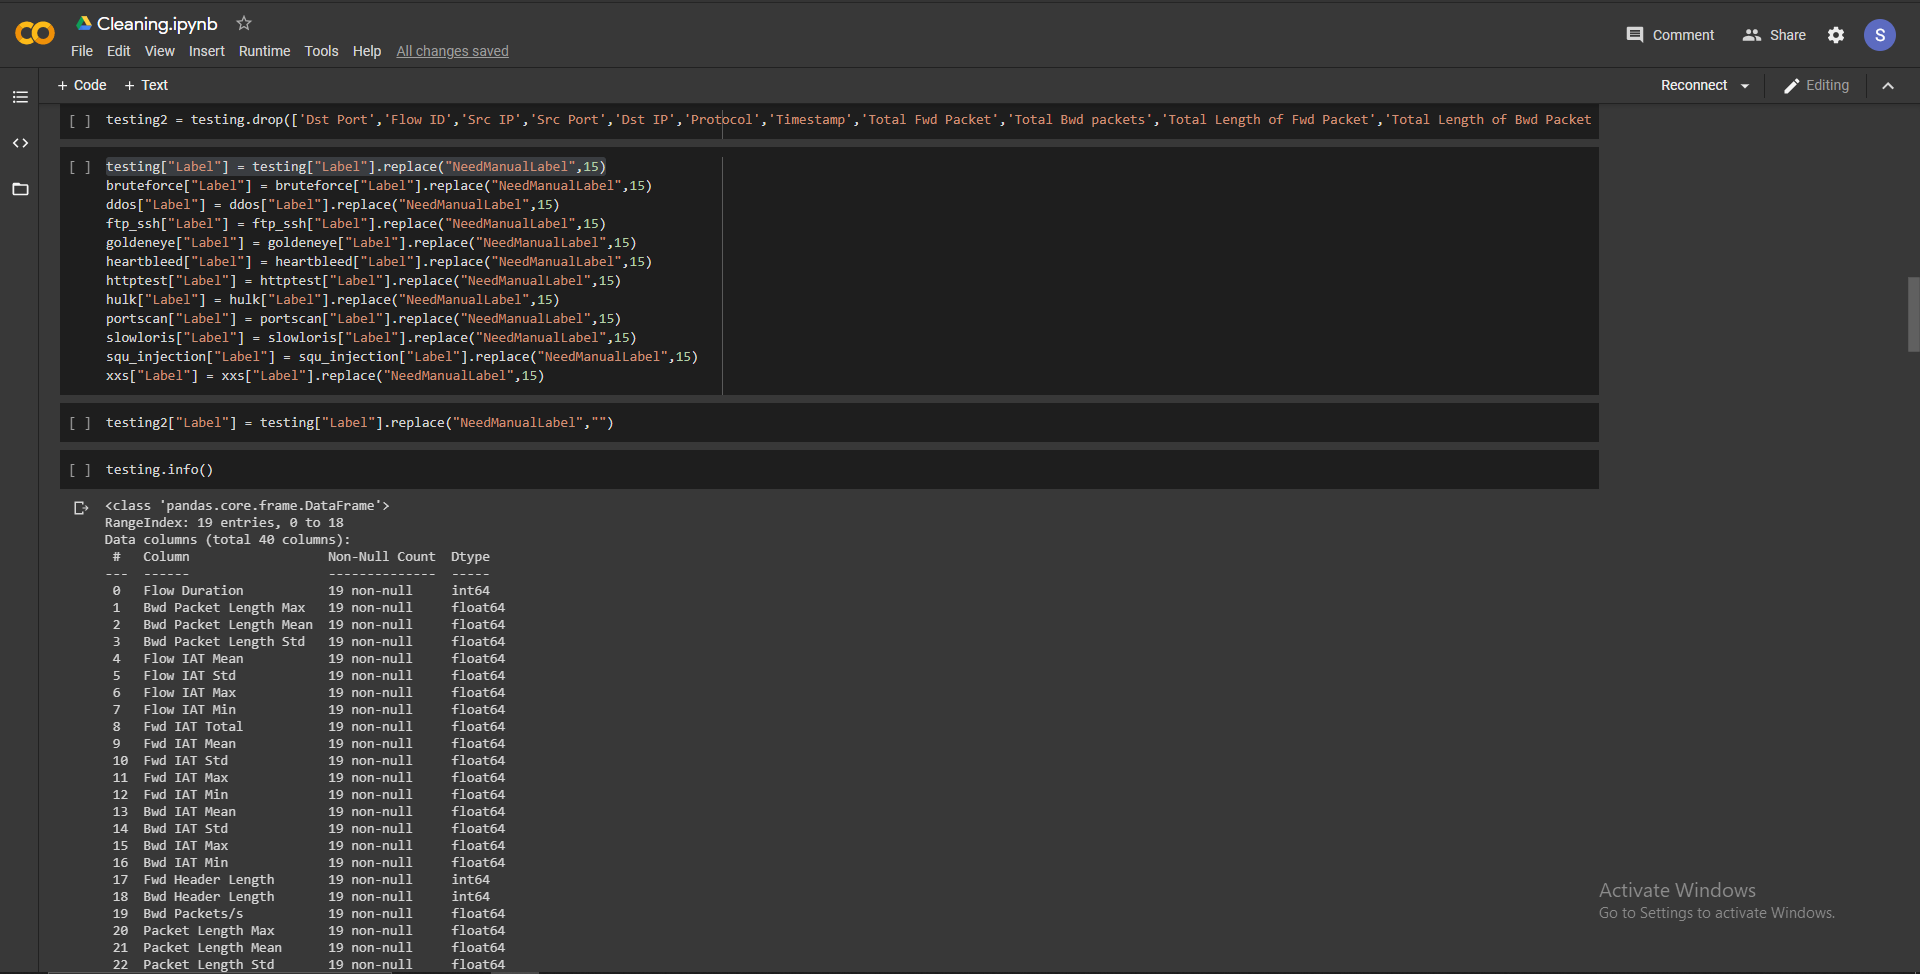 Cleaning.ipynb
File Edit View Insert Runtime Tools Help All changes saved
Comment Share S
+ Code + Text
Reconnect Editing
[ ] testing2 = testing.drop(['Dst Port','Flow ID','Src IP','Src Port','Dst IP','Protocol','Timestamp','Total Fwd Packet','Total Bwd packets','Total Length of Fwd Packet','Total Length of Bwd Packet
[ ] testing["Label"] = testing["Label"].replace("NeedManualLabel",15)
bruteforce["Label"] = bruteforce["Label"].replace("NeedManualLabel",15)
ddos["Label"] = ddos["Label"].replace("NeedManualLabel",15)
ftp_ssh["Label"] = ftp_ssh["Label"].replace("NeedManualLabel",15)
goldeneye["Label"] = goldeneye["Label"].replace("NeedManualLabel",15)
heartbleed["Label"] = heartbleed["Label"].replace("NeedManualLabel",15)
httptest["Label"] = httptest["Label"].replace("NeedManualLabel",15)
hulk["Label"] = hulk["Label"].replace("NeedManualLabel",15)
portscan["Label"] = portscan["Label"].replace("NeedManualLabel",15)
slowloris["Label"] = slowloris["Label"].replace("NeedManualLabel",15)
squ_injection["Label"] = squ_injection["Label"].replace("NeedManualLabel",15)
xxs["Label"] = xxs["Label"].replace("NeedManualLabel",15)
[ ] testing2["Label"] = testing["Label"].replace("NeedManualLabel","")
[ ] testing.info()
<class 'pandas.core.frame.DataFrame'>
RangeIndex: 19 entries, 0 to 18
Data columns (total 40 columns):
# Column Non-Null Count Dtype
--- ------ -------------- -----
0 Flow Duration 19 non-null int64
1 Bwd Packet Length Max 19 non-null float64
2 Bwd Packet Length Mean 19 non-null float64
3 Bwd Packet Length Std 19 non-null float64
4 Flow IAT Mean 19 non-null float64
5 Flow IAT Std 19 non-null float64
6 Flow IAT Max 19 non-null float64
7 Flow IAT Min 19 non-null float64
8 Fwd IAT Total 19 non-null float64
9 Fwd IAT Mean 19 non-null float64
10 Fwd IAT Std 19 non-null float64
11 Fwd IAT Max 19 non-null float64
12 Fwd IAT Min 19 non-null float64
13 Bwd IAT Mean 19 non-null float64
14 Bwd IAT Std 19 non-null float64
15 Bwd IAT Max 19 non-null float64
16 Bwd IAT Min 19 non-null float64
17 Fwd Header Length 19 non-null int64
18 Bwd Header Length 19 non-null int64
19 Bwd Packets/s 19 non-null float64
20 Packet Length Max 19 non-null float64
21 Packet Length Mean 19 non-null float64
22 Packet Length Std 19 non-null float64
Activate Windows
Go to Settings to activate Windows.